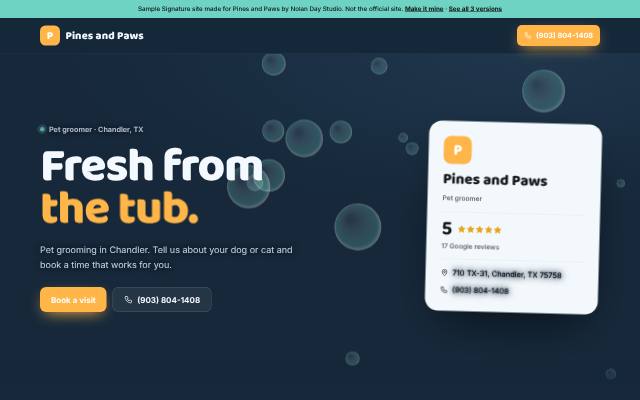 Sample Signature site made for Pines and Paws by Nolan Day Studio. Not the official site. Make it mine · See all 3 versions
P Pines and Paws
(903) 804-1408
Pet groomer · Chandler, TX
Fresh from
the tub.
Pet grooming in Chandler. Tell us about your dog or cat and
book a time that works for you.
Book a visit
(903) 804-1408
P
Pines and Paws
Pet groomer
5 ★★★★★
17 Google reviews
710 TX-31, Chandler, TX 75758
(903) 804-1408